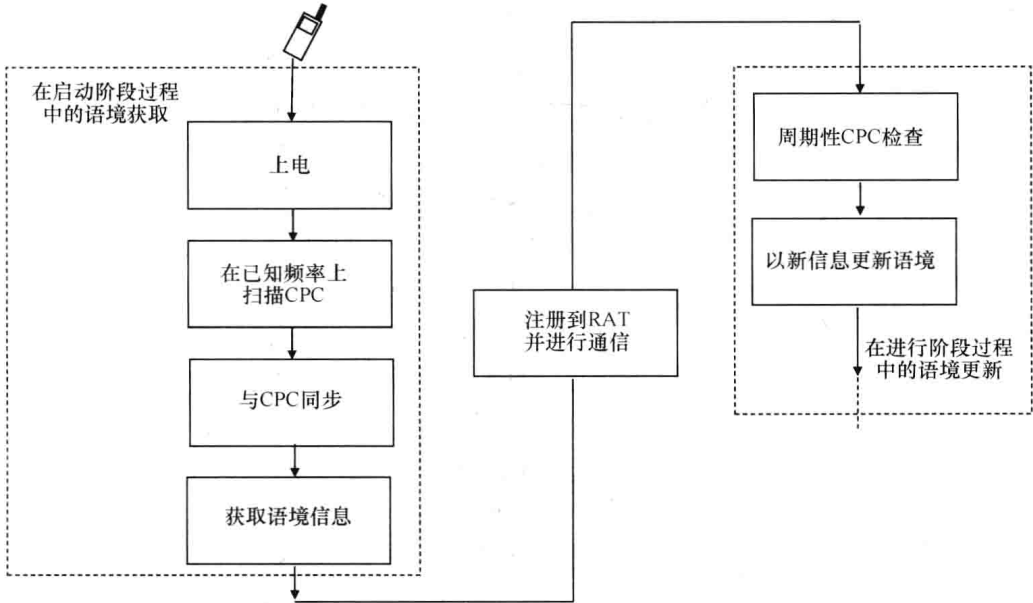 在启动阶段过程
中的语境获取
上电
在已知频率上
扫描CPC
与CPC同步
获取语境信息
注册到RAT
并进行通信
周期性CPC检查
以新信息更新语境
在进行阶段过程
中的语境更新